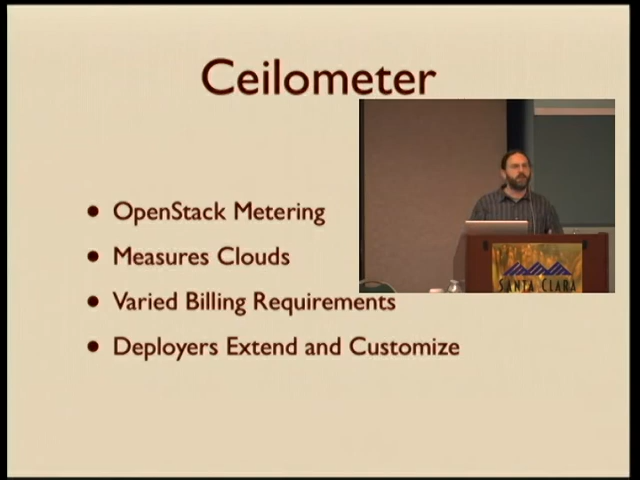 Ceilometer
• OpenStack Metering
• Measures Clouds
• Varied Billing Requirements
• Deployers Extend and Customize
SANTA CLARA